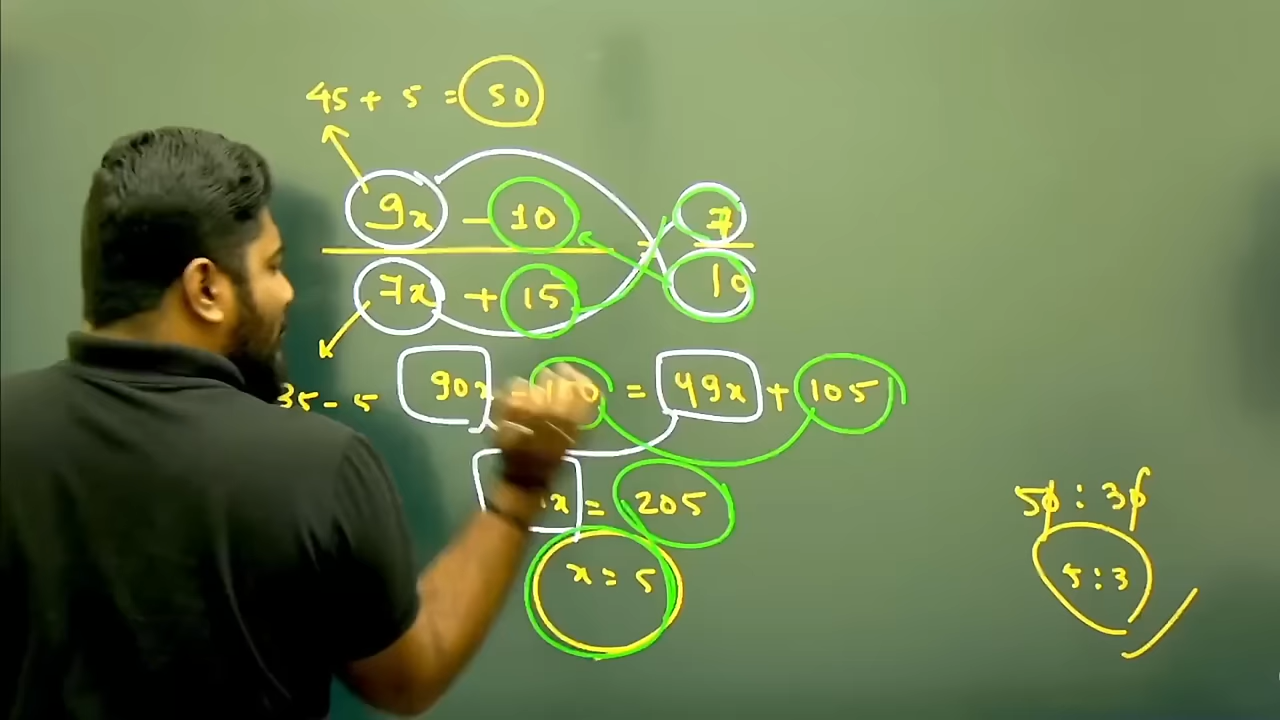 45 + 5 = 50
9x - 10 = 7
7x + 15 10
35 - 5
90x - 100 = 49x + 105
x = 205
x = 5
50 : 30
5 : 3